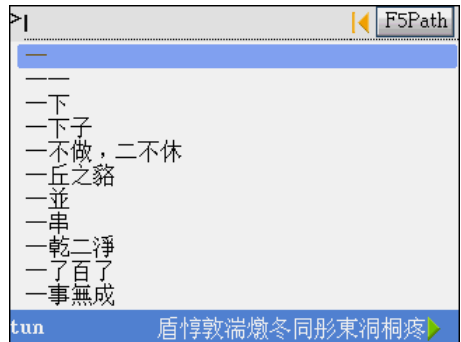 >| F5Path
一
一一
一下
一下子
一不做，二不休
一丘之貉
一並
一串
一乾二淨
一了百了
一事無成
tun 盾惇敦湍燉冬同彤東洞桐疼